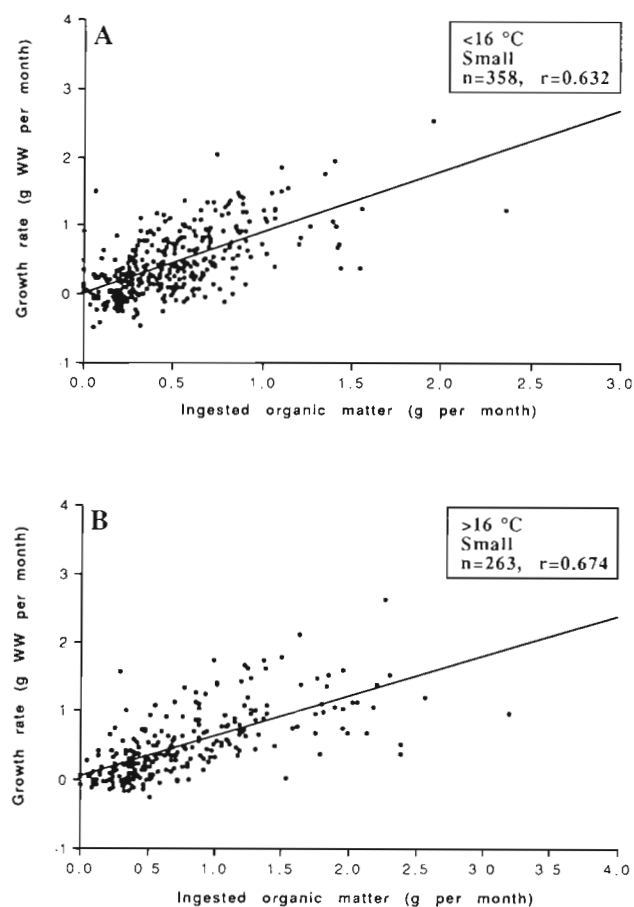 A
<16 °C
Small
n=358, r=0.632
4
3
2
1
0
-1
Growth rate (g WW per month)
0.0 0.5 1.0 1.5 2.0 2.5 3.0
Ingested organic matter (g per month)
B
>16 °C
Small
n=263, r=0.674
4
3
2
1
0
-1
Growth rate (g WW per month)
0.0 0 5 1.0 1.5 2.0 2 5 3 0 3 5 4.0
Ingested organic matter (g per month)